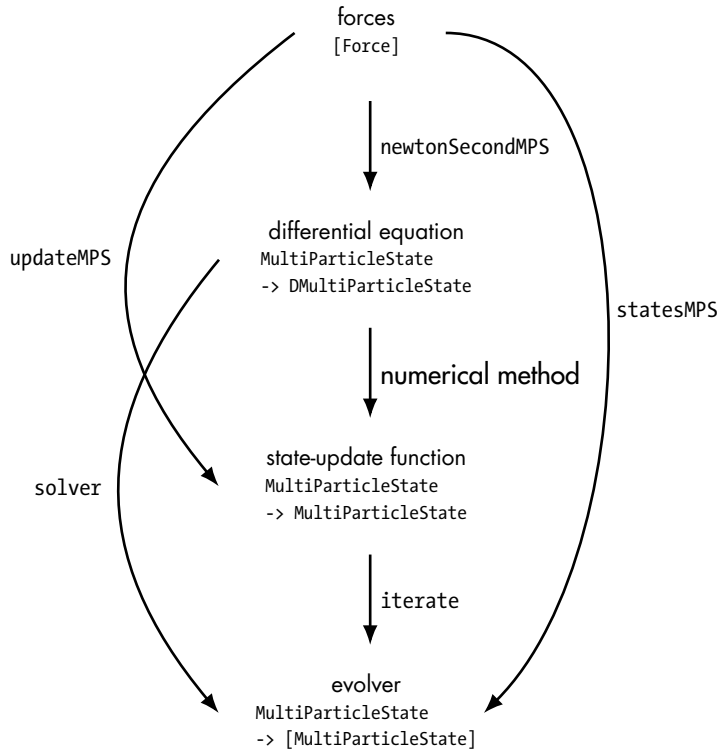 forces
[Force]
newtonSecondMPS
differential equation
MultiParticleState
-> DMultiParticleState
updateMPS
statesMPS
numerical method
state-update function
MultiParticleState
-> MultiParticleState
solver
iterate
evolver
MultiParticleState
-> [MultiParticleState]